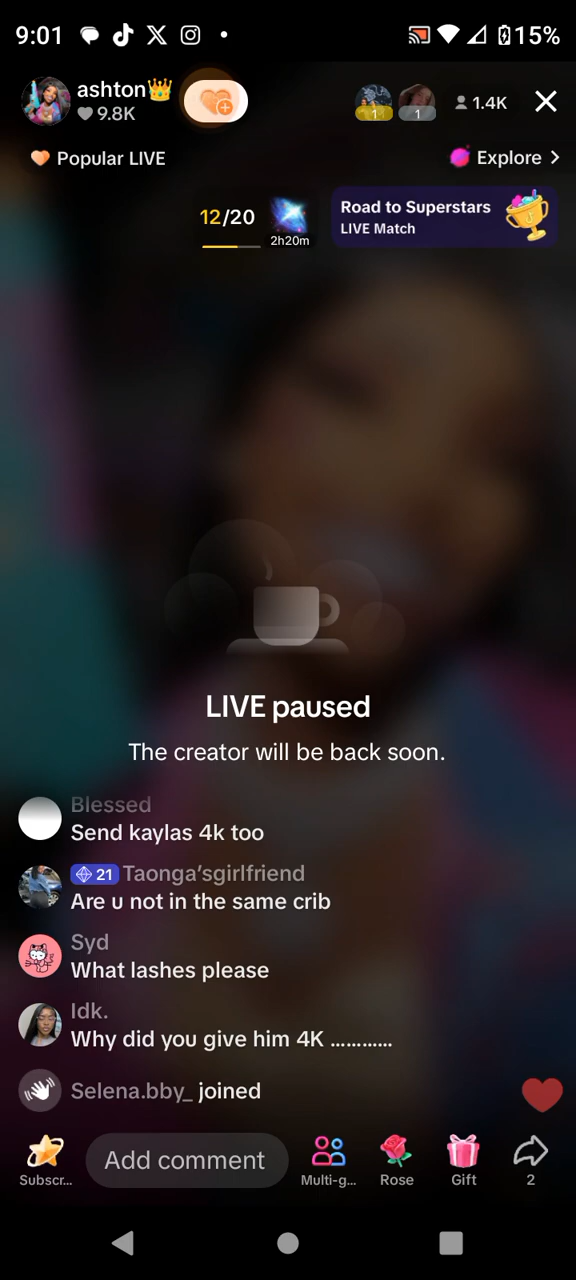 9:01
15%
ashton👑
9.8K
1
1
1.4K
Popular LIVE
Explore >
12/20
2h20m
Road to Superstars
LIVE Match
LIVE paused
The creator will be back soon.
Blessed
Send kaylas 4k too
21 Taonga'sgirlfriend
Are u not in the same crib
Syd
What lashes please
Idk.
Why did you give him 4K ............
Selena.bby_ joined
Subscr...
Add comment
Multi-g...
Rose
Gift
2